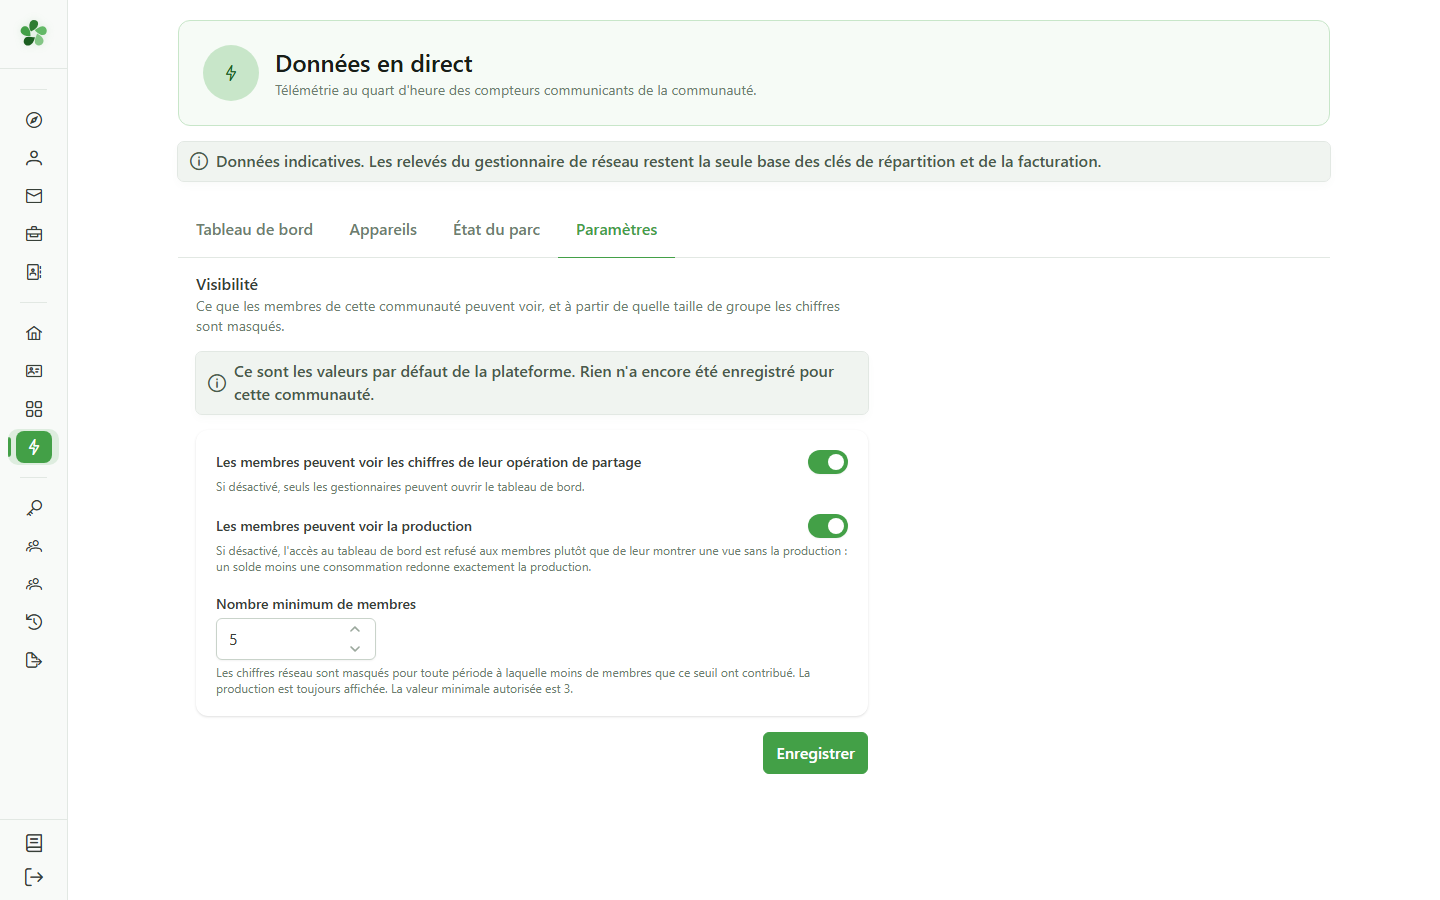 Données en direct
Télémétrie au quart d'heure des compteurs communicants de la communauté.
Données indicatives. Les relevés du gestionnaire de réseau restent la seule base des clés de répartition et de la facturation.
Tableau de bord
Appareils
État du parc
Paramètres
Visibilité
Ce que les membres de cette communauté peuvent voir, et à partir de quelle taille de groupe les chiffres
sont masqués.
Ce sont les valeurs par défaut de la plateforme. Rien n'a encore été enregistré pour
cette communauté.
Les membres peuvent voir les chiffres de leur opération de partage
Si désactivé, seuls les gestionnaires peuvent ouvrir le tableau de bord.
Les membres peuvent voir la production
Si désactivé, l'accès au tableau de bord est refusé aux membres plutôt que de leur montrer une vue sans la production :
un solde moins une consommation redonne exactement la production.
Nombre minimum de membres
5
Les chiffres réseau sont masqués pour toute période à laquelle moins de membres que ce seuil ont contribué. La
production est toujours affichée. La valeur minimale autorisée est 3.
Enregistrer